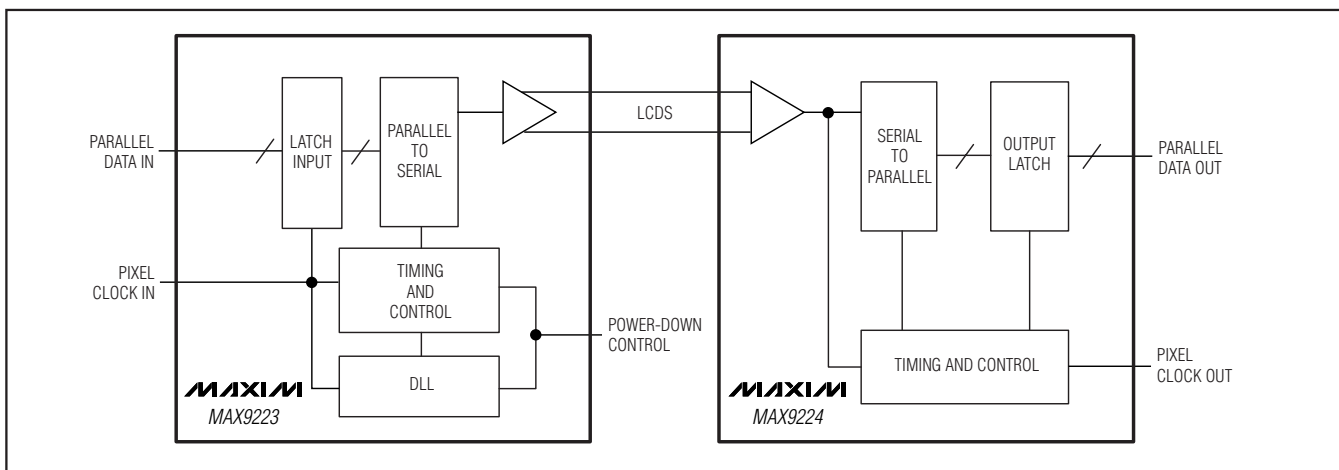 PARALLEL
DATA IN
LATCH
INPUT
PARALLEL
TO
SERIAL
PIXEL
CLOCK IN
TIMING
AND
CONTROL
DLL
POWER-DOWN
CONTROL
MAXIM
MAX9223
LCDS
SERIAL
TO
PARALLEL
OUTPUT
LATCH
PARALLEL
DATA OUT
TIMING AND CONTROL
PIXEL
CLOCK OUT
MAXIM
MAX9224